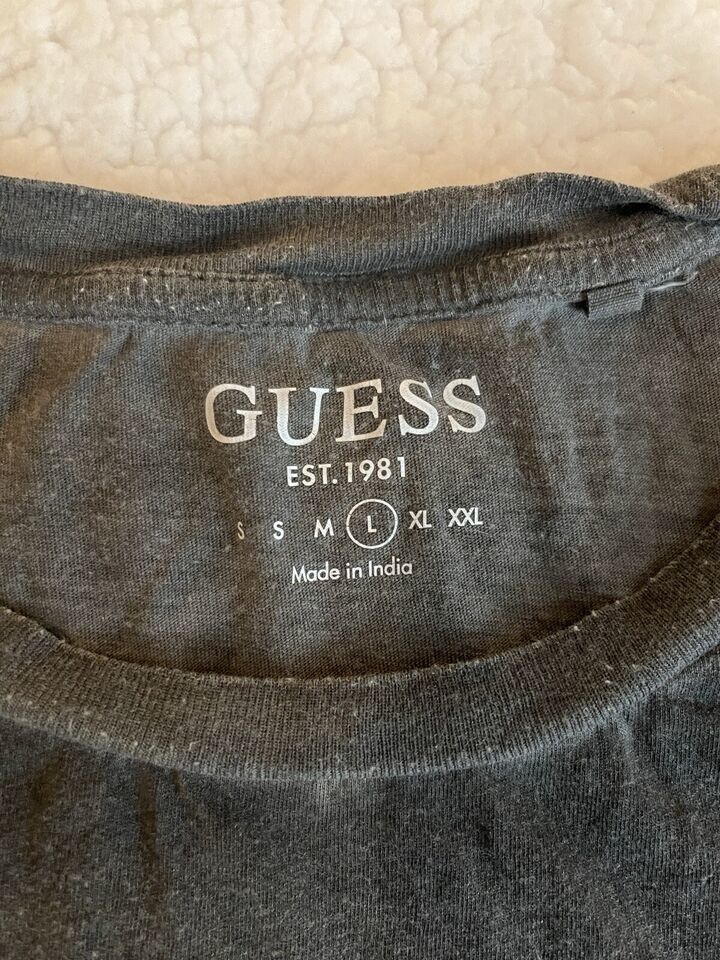 GUESS
EST. 1981
S S M L XL XXL
Made in India